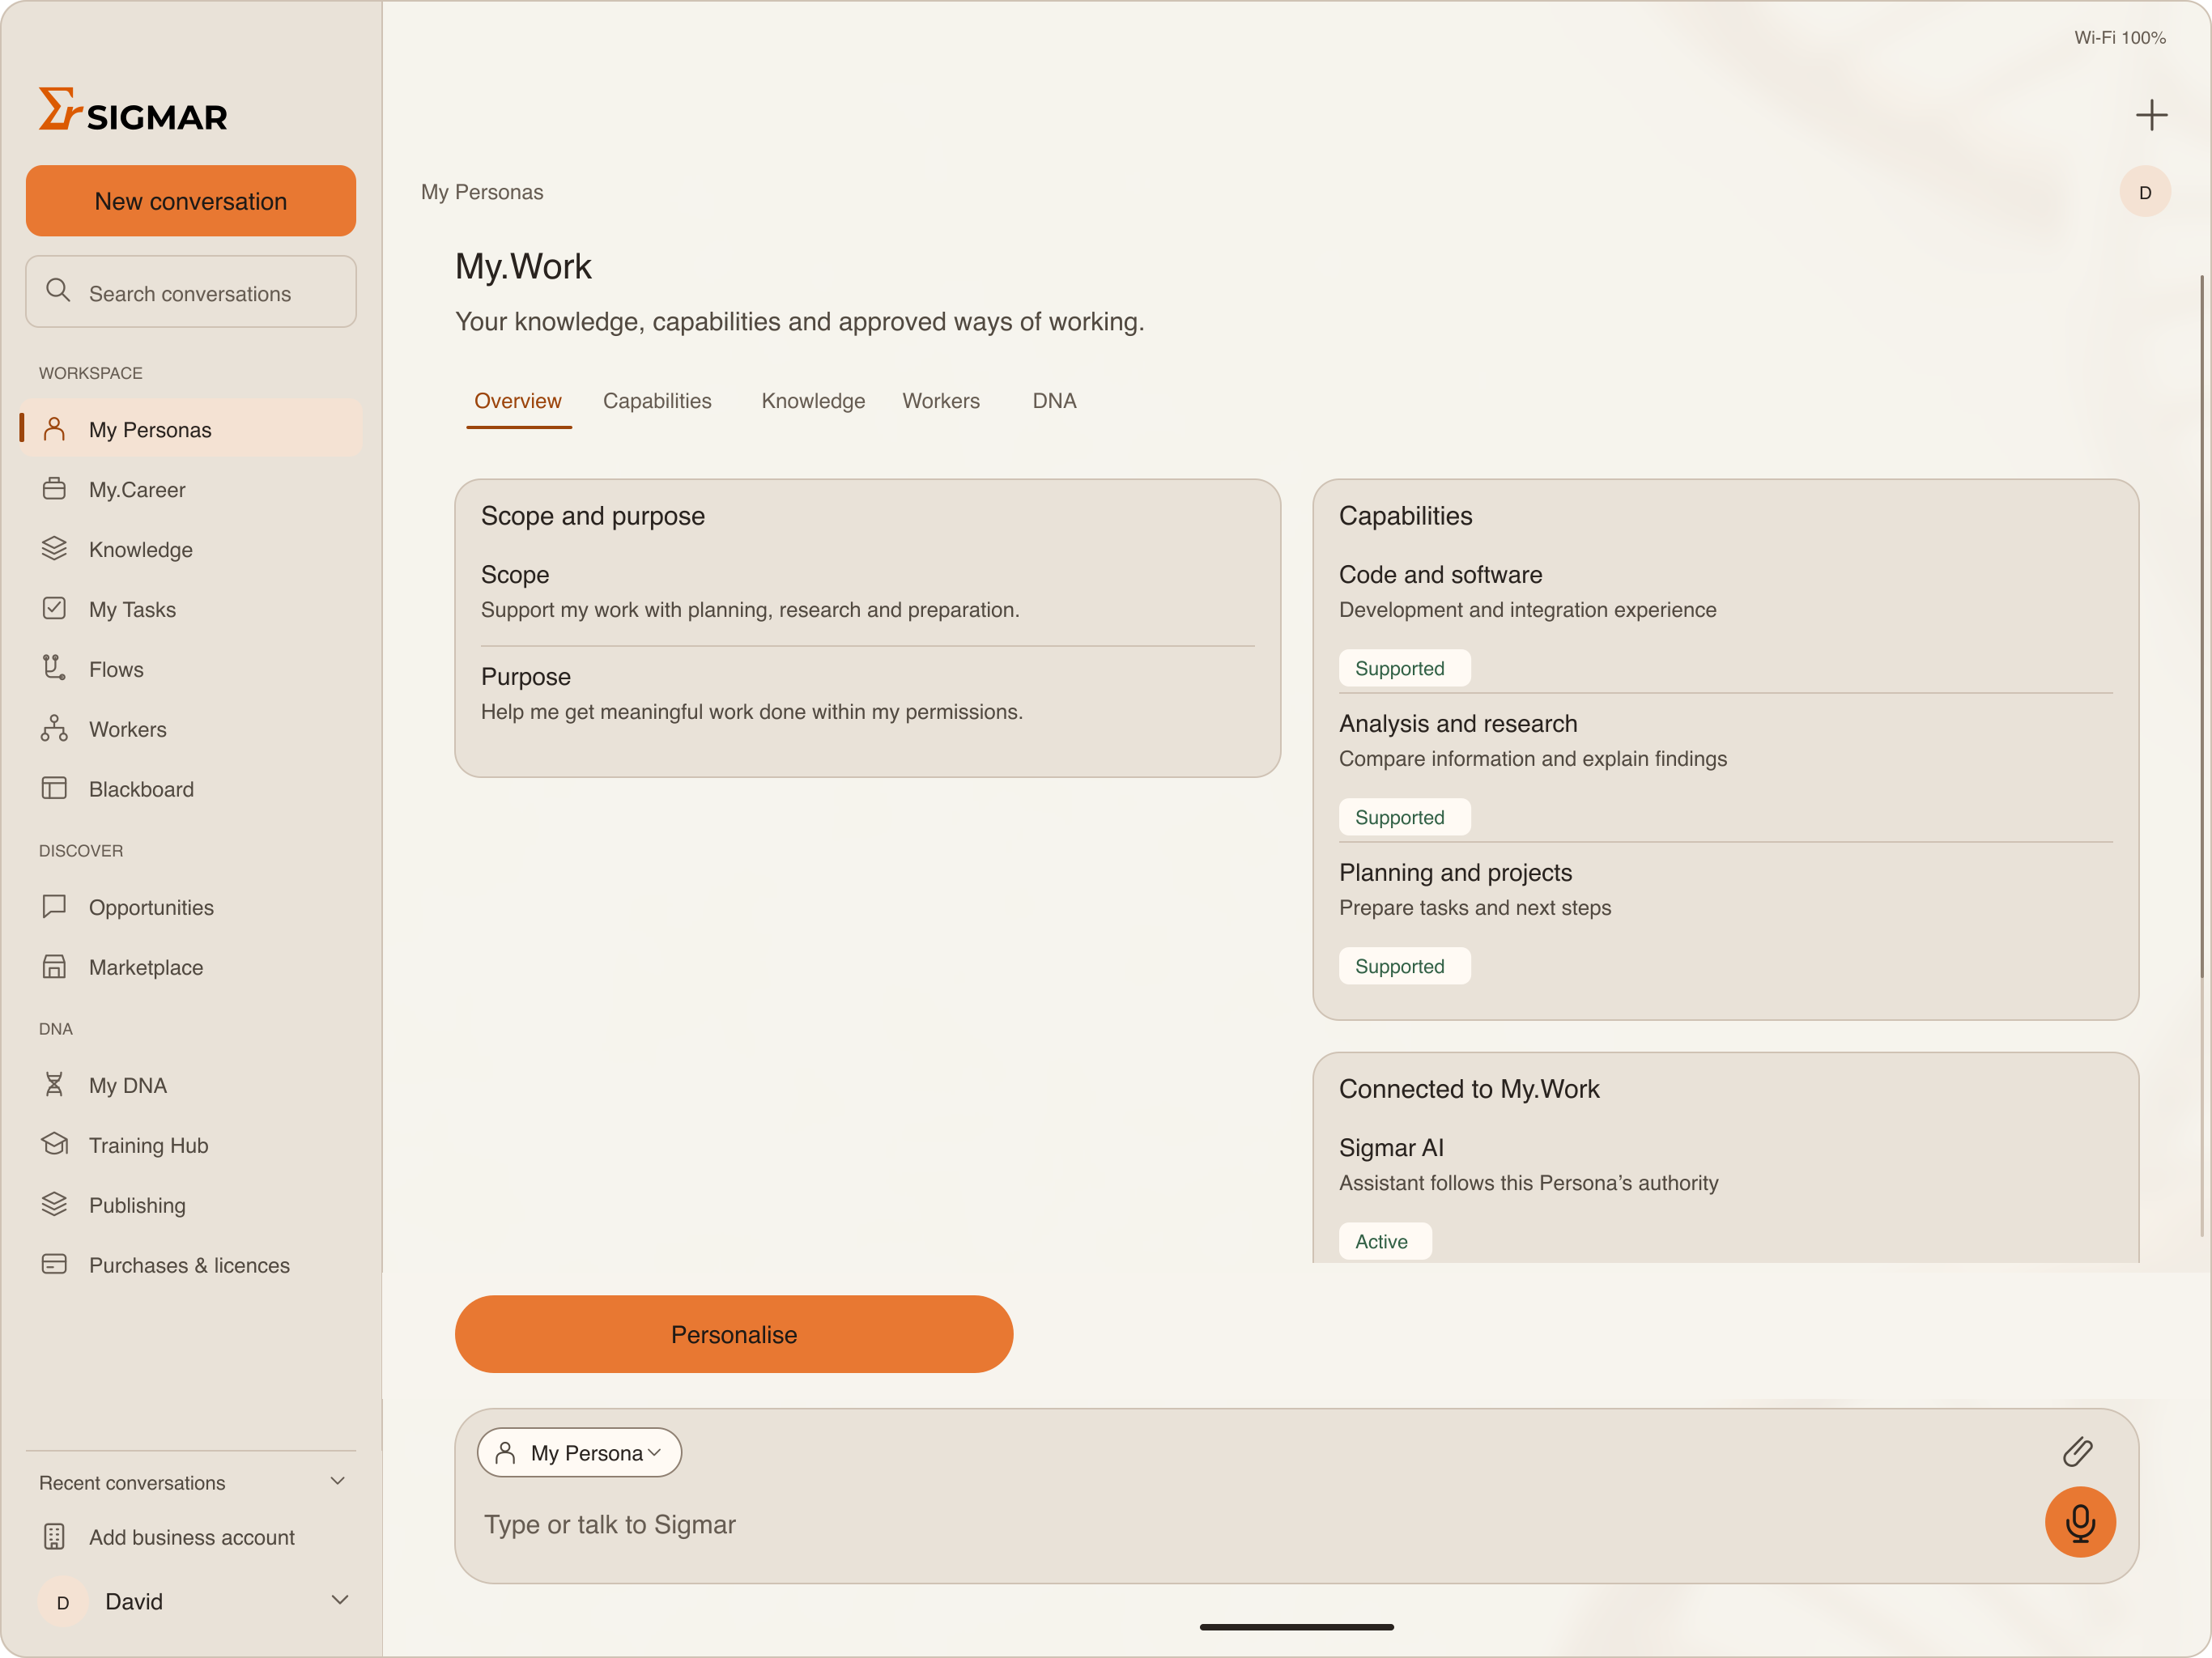 Wi-Fi 100%
Σr SIGMAR
New conversation
Search conversations
WORKSPACE
My Personas
My.Career
Knowledge
My Tasks
Flows
Workers
Blackboard
DISCOVER
Opportunities
Marketplace
DNA
My DNA
Training Hub
Publishing
Purchases & licences
Recent conversations
Add business account
D
David
My Personas
D
My.Work
Your knowledge, capabilities and approved ways of working.
Overview
Capabilities
Knowledge
Workers
DNA
Scope and purpose
Scope
Support my work with planning, research and preparation.
Purpose
Help me get meaningful work done within my permissions.
Capabilities
Code and software
Development and integration experience
Supported
Analysis and research
Compare information and explain findings
Supported
Planning and projects
Prepare tasks and next steps
Supported
Connected to My.Work
Sigmar AI
Assistant follows this Persona’s authority
Active
Personalise
My Persona
Type or talk to Sigmar